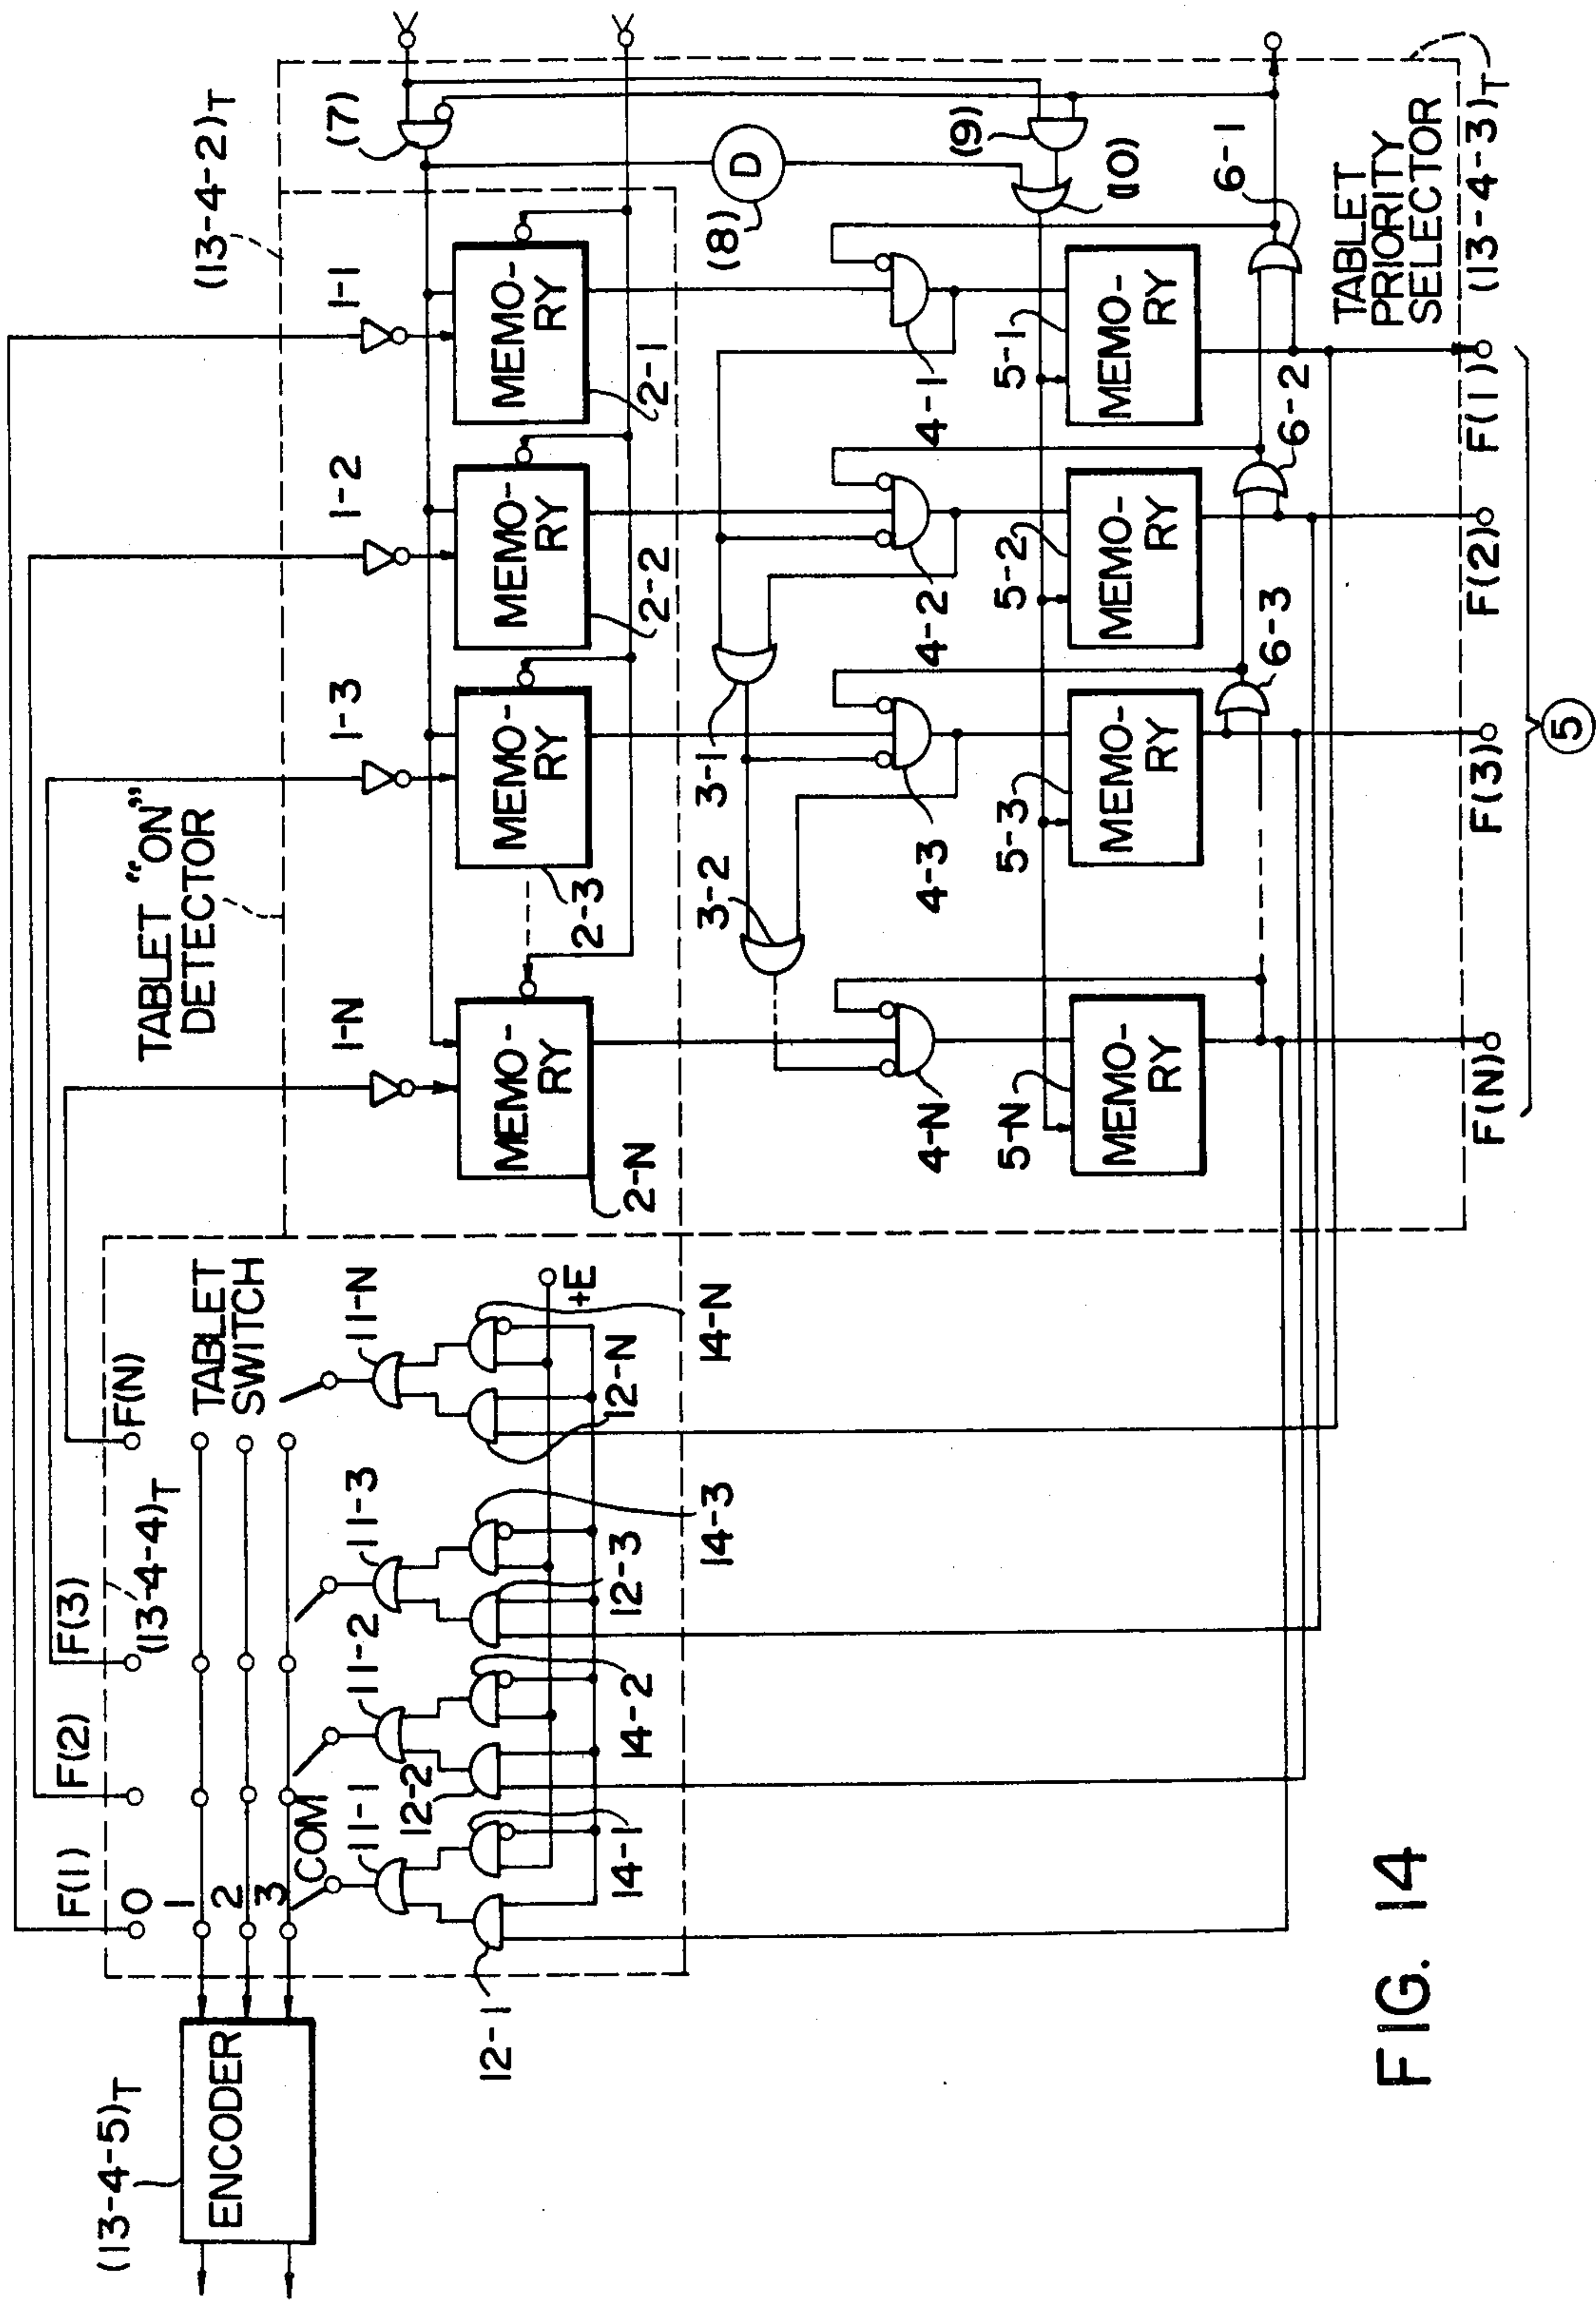 (13-4-5)T
ENCODER
F(1)
F(2)
F(3)
F(N)
(13-4-4)T
0
1
2
3
COM
TABLET
SWITCH
11-1
11-2
11-3
11-N
12-1
12-2
12-3
12-N
14-1
14-2
14-3
14-N
+E
TABLET "ON"
DETECTOR
(13-4-2)T
1-N
1-3
1-2
1-1
(7)
MEMO-
RY
MEMO-
RY
MEMO-
RY
MEMO-
RY
2-N
2-3
2-2
2-1
(8)
D
(9)
(10)
3-2
3-1
4-N
4-3
4-2
4-1
5-N
5-3
5-2
5-1
MEMO-
RY
MEMO-
RY
MEMO-
RY
MEMO-
RY
6-3
6-2
6-1
TABLET
PRIORITY
SELECTOR
(13-4-3)T
F(N)
F(3)
F(2)
F(1)
5
FIG. 14